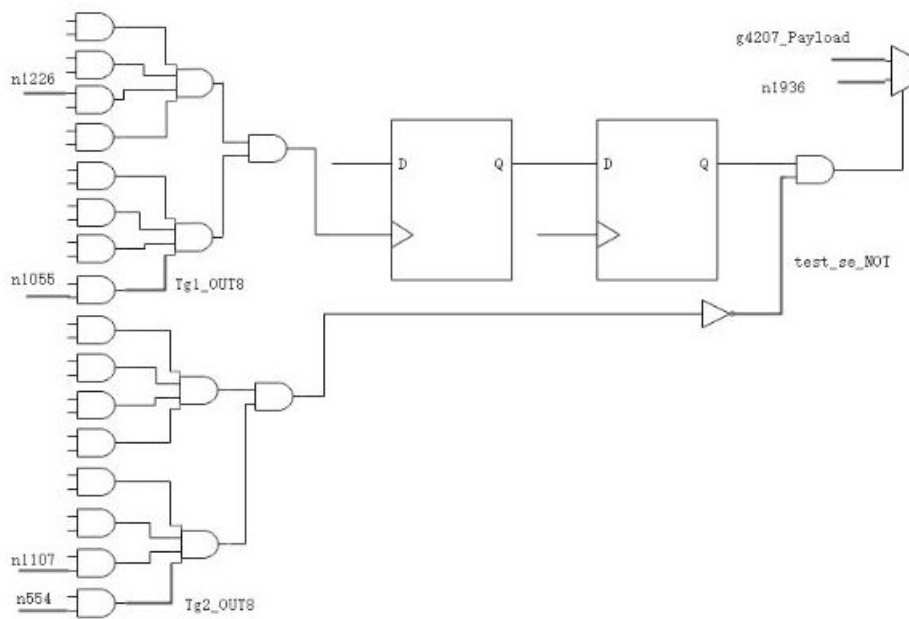 g4207_Payload
n1226
n1936
D
Q
D
Q
test_se_NOT
n1055
Tg1_OUT8
n1107
n554
Tg2_OUT8